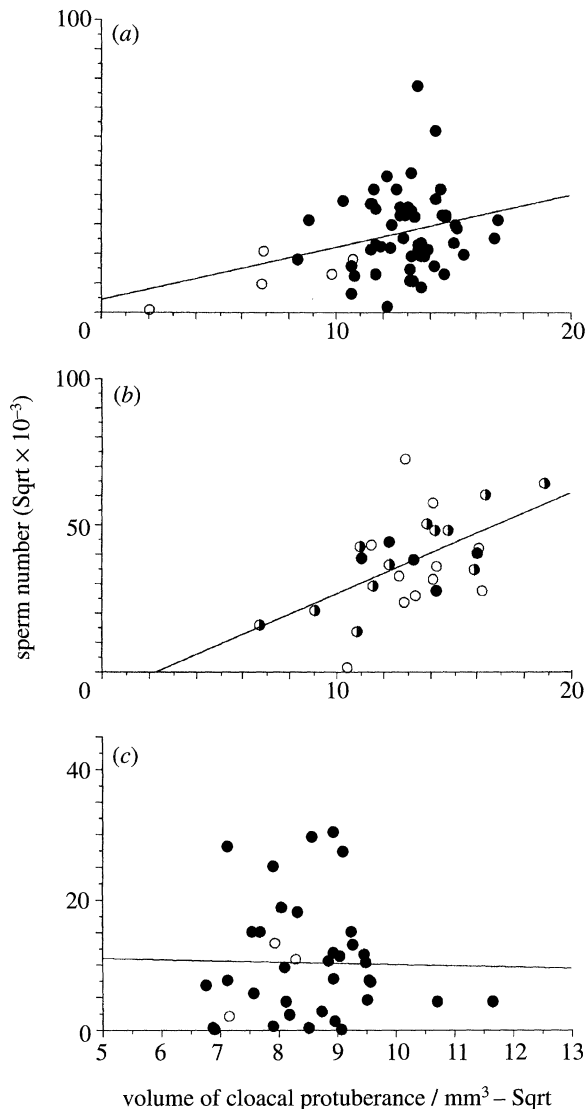 100
(a)
0
10
20
100
(b)
50
0
10
20
sperm number (Sqrt × 10⁻³)
(c)
40
20
0
5 6 7 8 9 10 11 12 13
volume of cloacal protuberance / mm³ – Sqrt